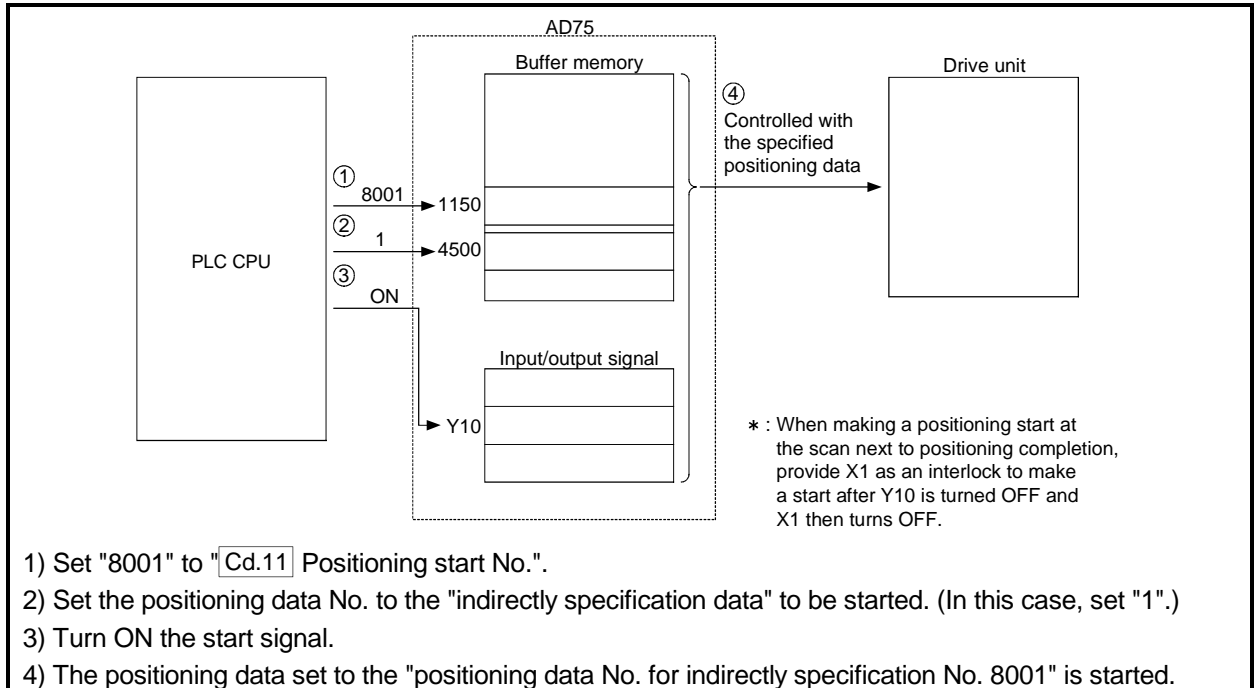 AD75
Buffer memory
Drive unit
④
Controlled with
the specified
positioning data
①
8001
1150
②
1
4500
PLC CPU
③
ON
Input/output signal
Y10
* : When making a positioning start at
the scan next to positioning completion,
provide X1 as an interlock to make
a start after Y10 is turned OFF and
X1 then turns OFF.
1) Set "8001" to "Cd.11 Positioning start No.".
2) Set the positioning data No. to the "indirectly specification data" to be started. (In this case, set "1".)
3) Turn ON the start signal.
4) The positioning data set to the "positioning data No. for indirectly specification No. 8001" is started.